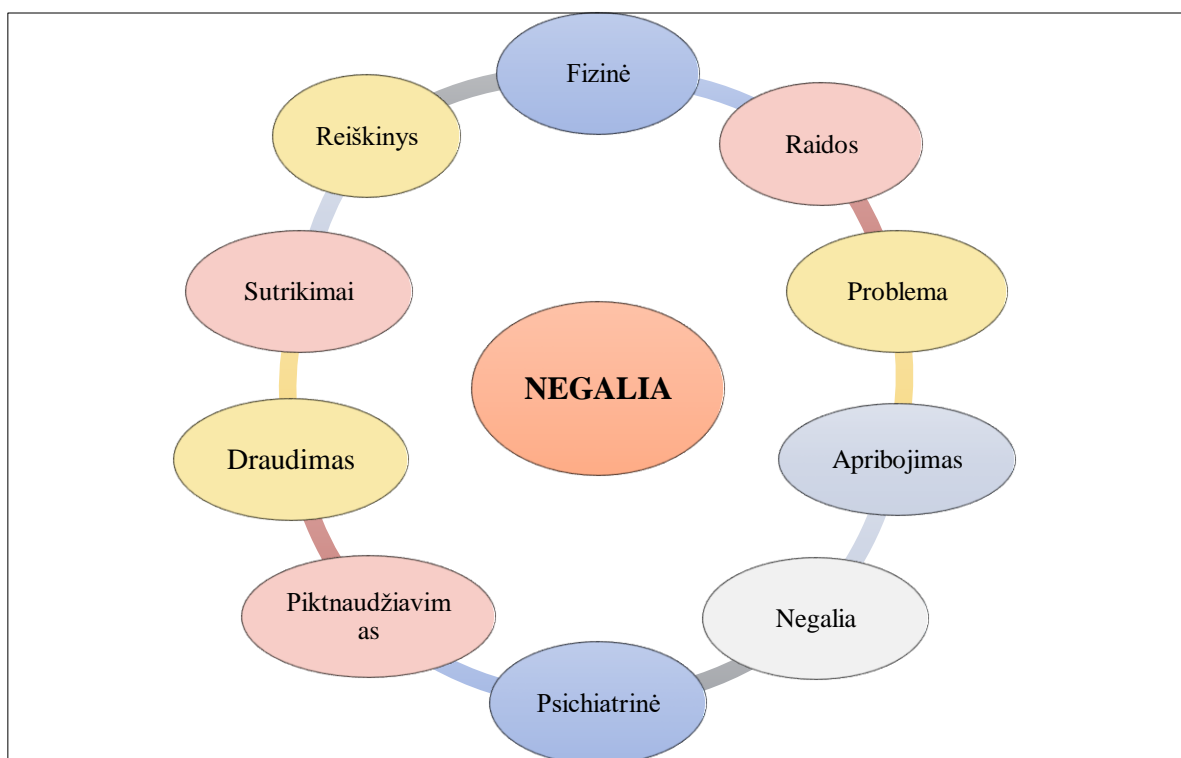 Fizinė
Raidos
Problema
Apribojimas
Negalia
Psichiatrinė
Piktnaudžiavim
as
Draudimas
Sutrikimai
Reiškinys
NEGALIA